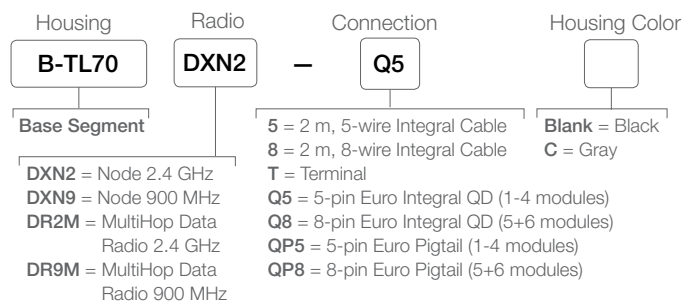 Housing Radio Connection Housing Color
B-TL70 DXN2 – Q5
Base Segment
DXN2 = Node 2.4 GHz
DXN9 = Node 900 MHz
DR2M = MultiHop Data
Radio 2.4 GHz
DR9M = MultiHop Data
Radio 900 MHz
5 = 2 m, 5-wire Integral Cable
8 = 2 m, 8-wire Integral Cable
T = Terminal
Q5 = 5-pin Euro Integral QD (1-4 modules)
Q8 = 8-pin Euro Integral QD (5+6 modules)
QP5 = 5-pin Euro Pigtail (1-4 modules)
QP8 = 8-pin Euro Pigtail (5+6 modules)
Blank = Black
C = Gray